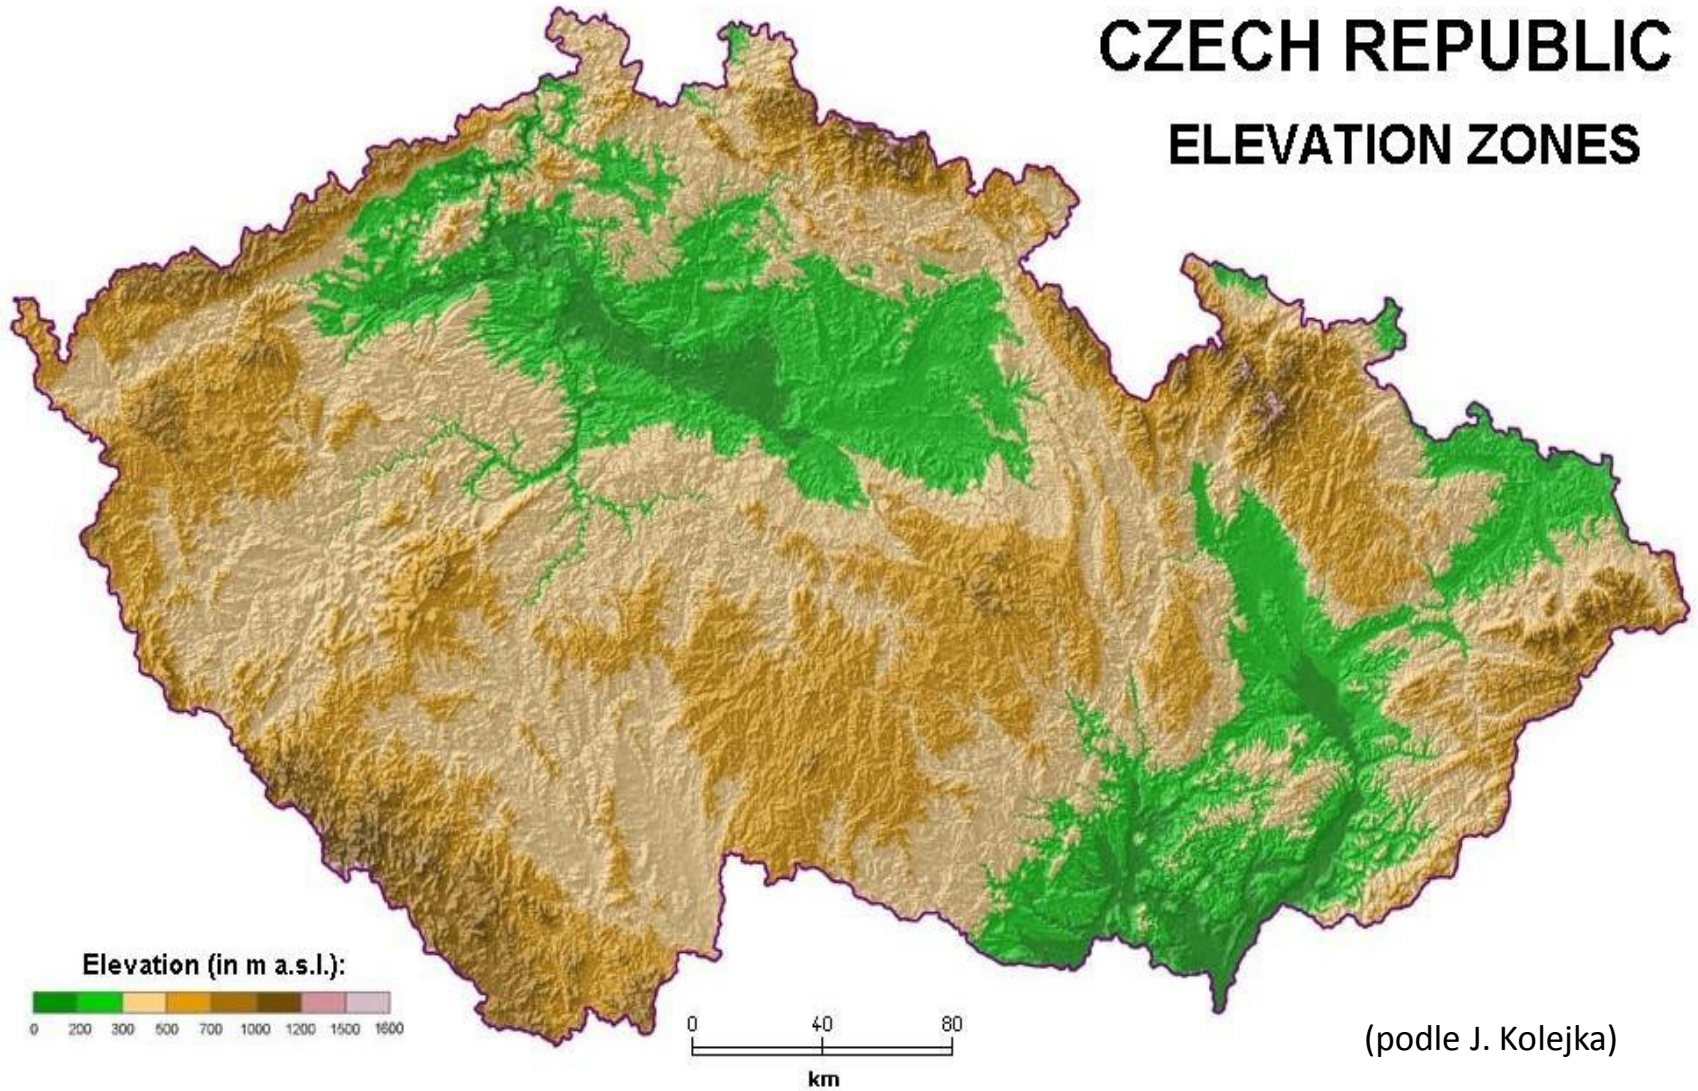 CZECH REPUBLIC
ELEVATION ZONES
Elevation (in m a.s.l.):
0 200 300 500 700 1000 1200 1500 1600
0 40 80
km
(podle J. Kolejka)